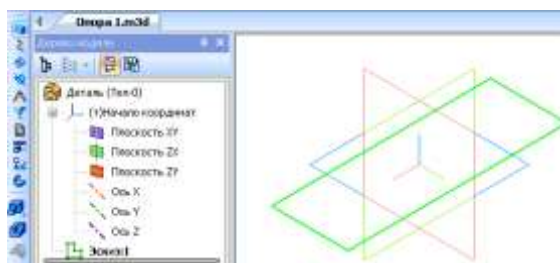 Опора 1.m3d
Дерево модели
Деталь (Тел-0)
(т)Начало координат
Плоскость XY
Плоскость ZX
Плоскость ZY
Ось X
Ось Y
Ось Z
Эскиз1